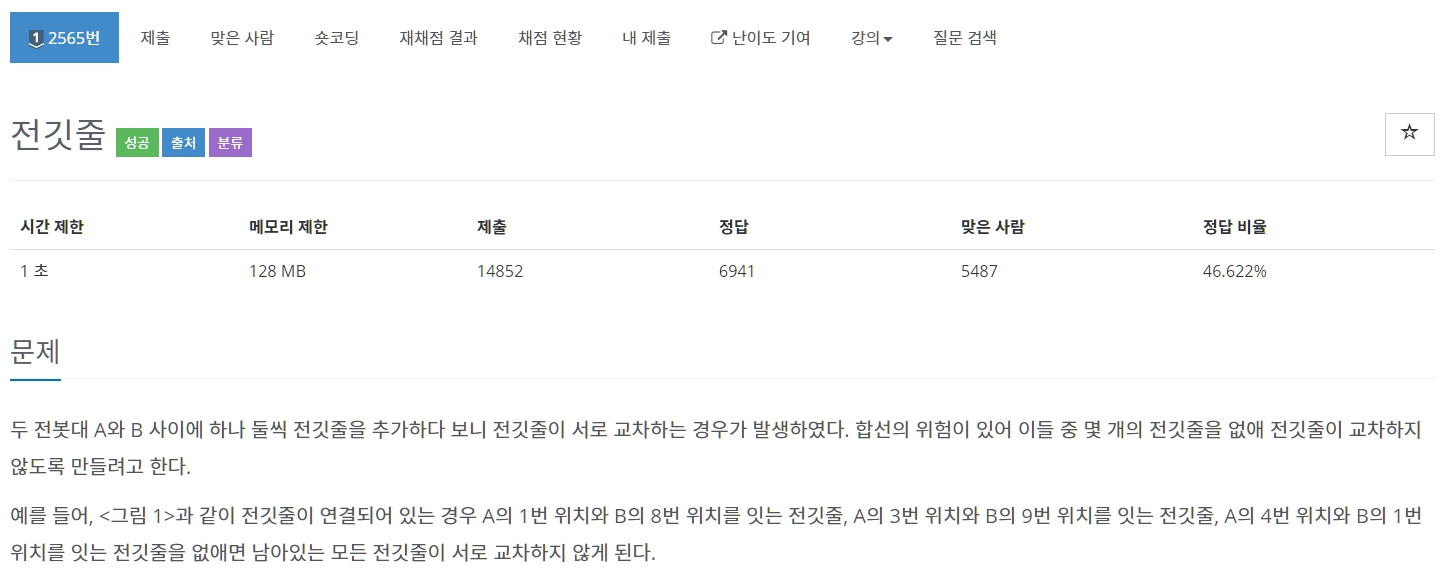 1 2565번 제출 맞은 사람 숏코딩 재채점 결과 채점 현황 내 제출 난이도 기여 강의 질문 검색
전깃줄 성공 출처 분류
시간 제한 메모리 제한 제출 정답 맞은 사람 정답 비율
1 초 128 MB 14852 6941 5487 46.622%
문제
두 전봇대 A와 B 사이에 하나 둘씩 전깃줄을 추가하다 보니 전깃줄이 서로 교차하는 경우가 발생하였다. 합선의 위험이 있어 이들 중 몇 개의 전깃줄을 없애 전깃줄이 교차하지
않도록 만들려고 한다.
예를 들어, <그림 1>과 같이 전깃줄이 연결되어 있는 경우 A의 1번 위치와 B의 8번 위치를 잇는 전깃줄, A의 3번 위치와 B의 9번 위치를 잇는 전깃줄, A의 4번 위치와 B의 1번
위치를 잇는 전깃줄을 없애면 남아있는 모든 전깃줄이 서로 교차하지 않게 된다.